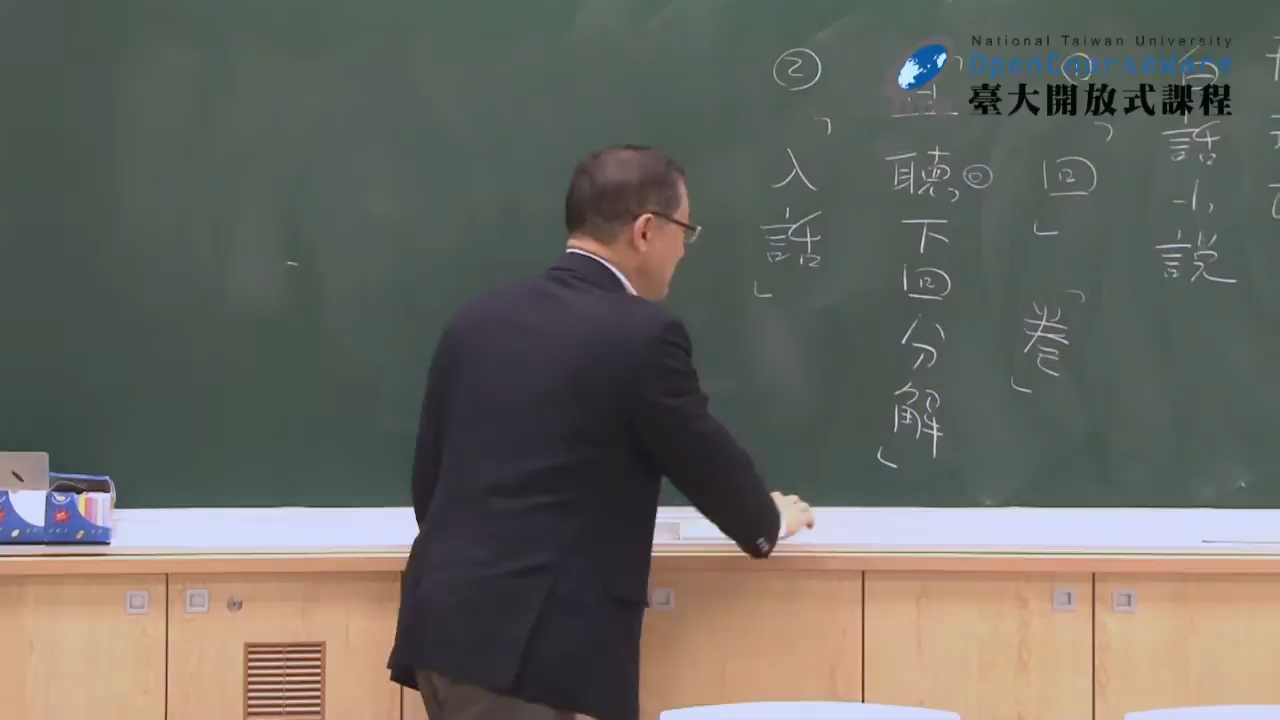 National Taiwan University
OpenCourseWare
臺大開放式課程
白話小說
「回」「卷」
「且聽下回分解」
②「入話」